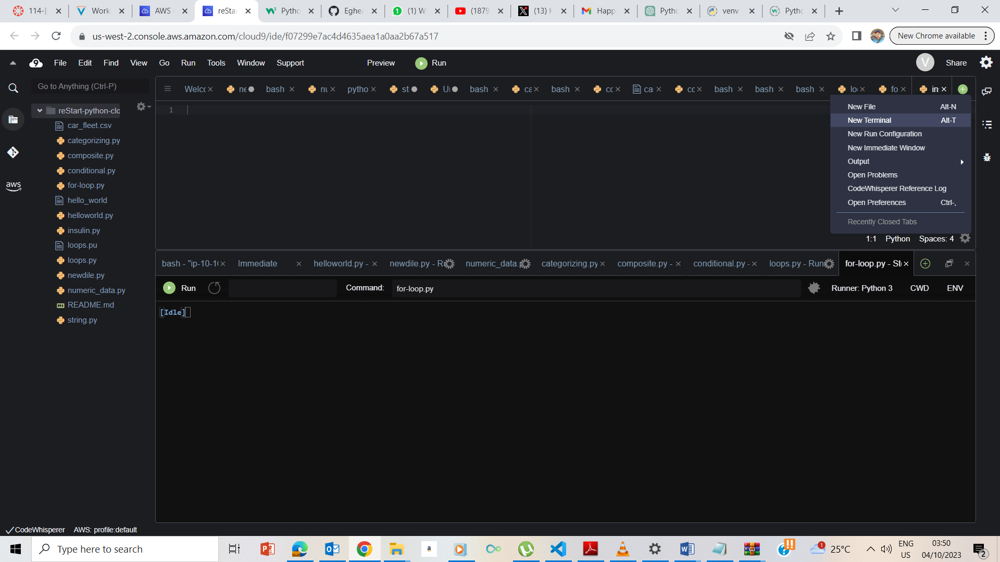 114-[
Work
AWS
reStar
Pytho
EgheA
(1) W
(1879
(13) H
Happ
Pytho
venv
Pytho
us-west-2.console.aws.amazon.com/cloud9/ide/f07299e7ac4d4635aea1a0aa2b67a517
New Chrome available
File Edit Find View Go Run Tools Window Support Preview Run
V Share
Go to Anything (Ctrl-P)
Welcc ne bash nu pytho st Ui bash ca bash cc ca cc bash bash bash lo fo in
reStart-python-clo
car_fleet.csv
categorizing.py
composite.py
conditional.py
for-loop.py
hello_world
helloworld.py
insulin.py
loops.pu
loops.py
newdile.py
numeric_data.py
README.md
string.py
aws
1
New File Alt-N
New Terminal Alt-T
New Run Configuration
New Immediate Window
Output
Open Problems
CodeWhisperer Reference Log
Open Preferences Ctrl-,
Recently Closed Tabs
1:1 Python Spaces: 4
bash - "ip-10-1 Immediate helloworld.py - newdile.py - R numeric_data.p categorizing.py composite.py - conditional.py - loops.py - Run for-loop.py - St
Run Command: for-loop.py Runner: Python 3 CWD ENV
[Idle]
CodeWhisperer AWS: profile:default
Type here to search
a
1
25°C
ENG
US
03:50
04/10/2023
2